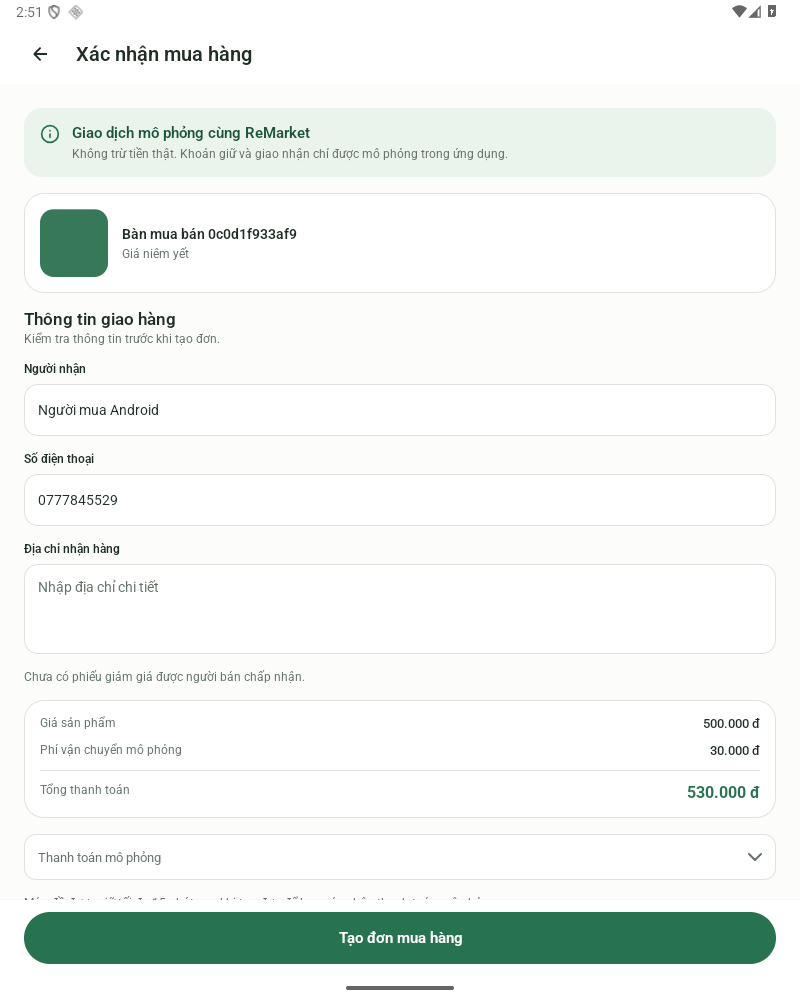 2:51
Xác nhận mua hàng
Giao dịch mô phỏng cùng ReMarket
Không trừ tiền thật. Khoản giữ và giao nhận chỉ được mô phỏng trong ứng dụng.
Bàn mua bán 0c0d1f933af9
Giá niêm yết
Thông tin giao hàng
Kiểm tra thông tin trước khi tạo đơn.
Người nhận
Người mua Android
Số điện thoại
0777845529
Địa chỉ nhận hàng
Nhập địa chỉ chi tiết
Chưa có phiếu giảm giá được người bán chấp nhận.
Giá sản phẩm 500.000 đ
Phí vận chuyển mô phỏng 30.000 đ
Tổng thanh toán 530.000 đ
Thanh toán mô phỏng
Tạo đơn mua hàng